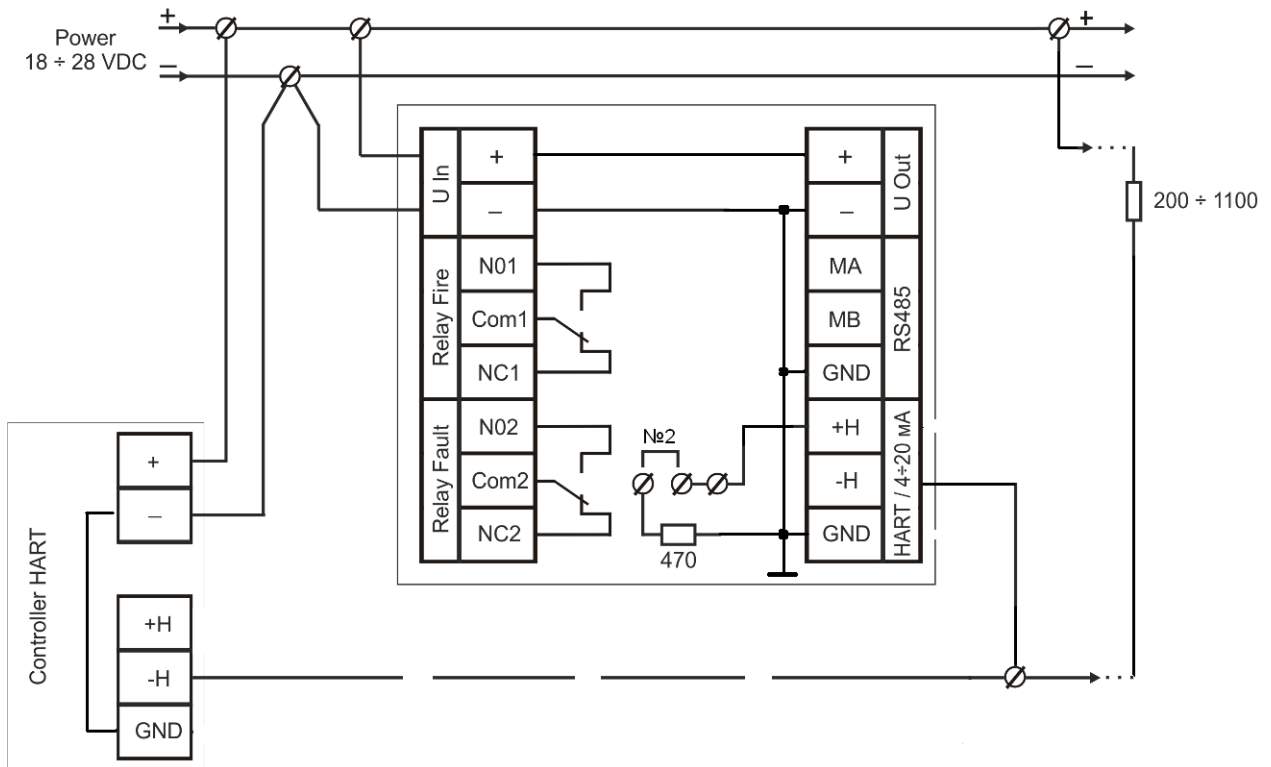 +
Power
18 ÷ 28 VDC
–
+
–
U In
+
–
Relay Fire
N01
Com1
NC1
Relay Fault
N02
Com2
NC2
+
–
U Out
MA
MB
GND
RS485
+H
-H
GND
HART / 4÷20 мА
№2
470
200 ÷ 1100
Controller HART
+
–
+H
-H
GND